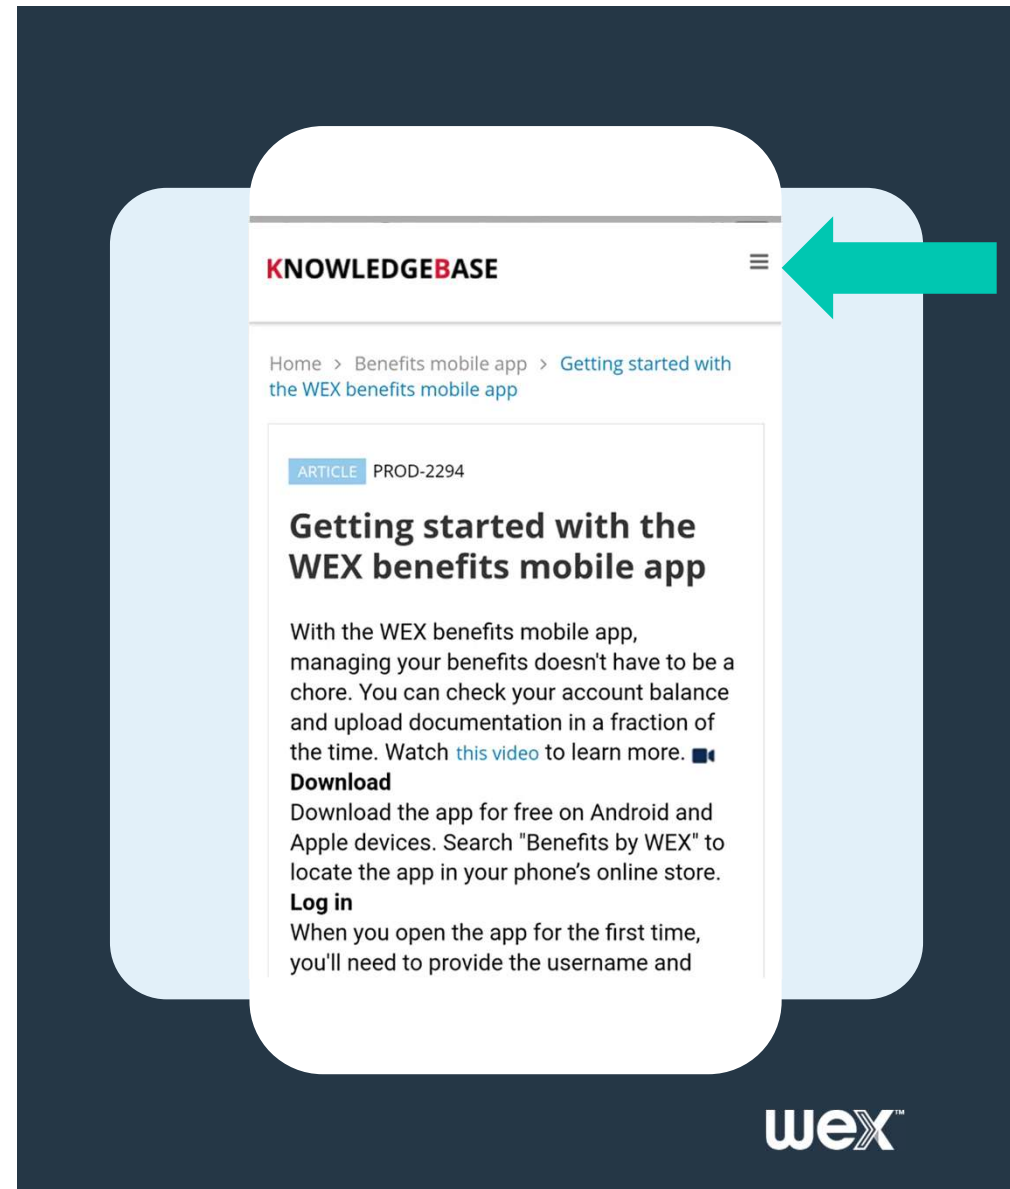 KNOWLEDGEBASE
Home > Benefits mobile app > Getting started with
the WEX benefits mobile app
ARTICLE PROD-2294
Getting started with the
WEX benefits mobile app
With the WEX benefits mobile app,
managing your benefits doesn't have to be a
chore. You can check your account balance
and upload documentation in a fraction of
the time. Watch this video to learn more.
Download
Download the app for free on Android and
Apple devices. Search "Benefits by WEX" to
locate the app in your phone’s online store.
Log in
When you open the app for the first time,
you'll need to provide the username and
wex™